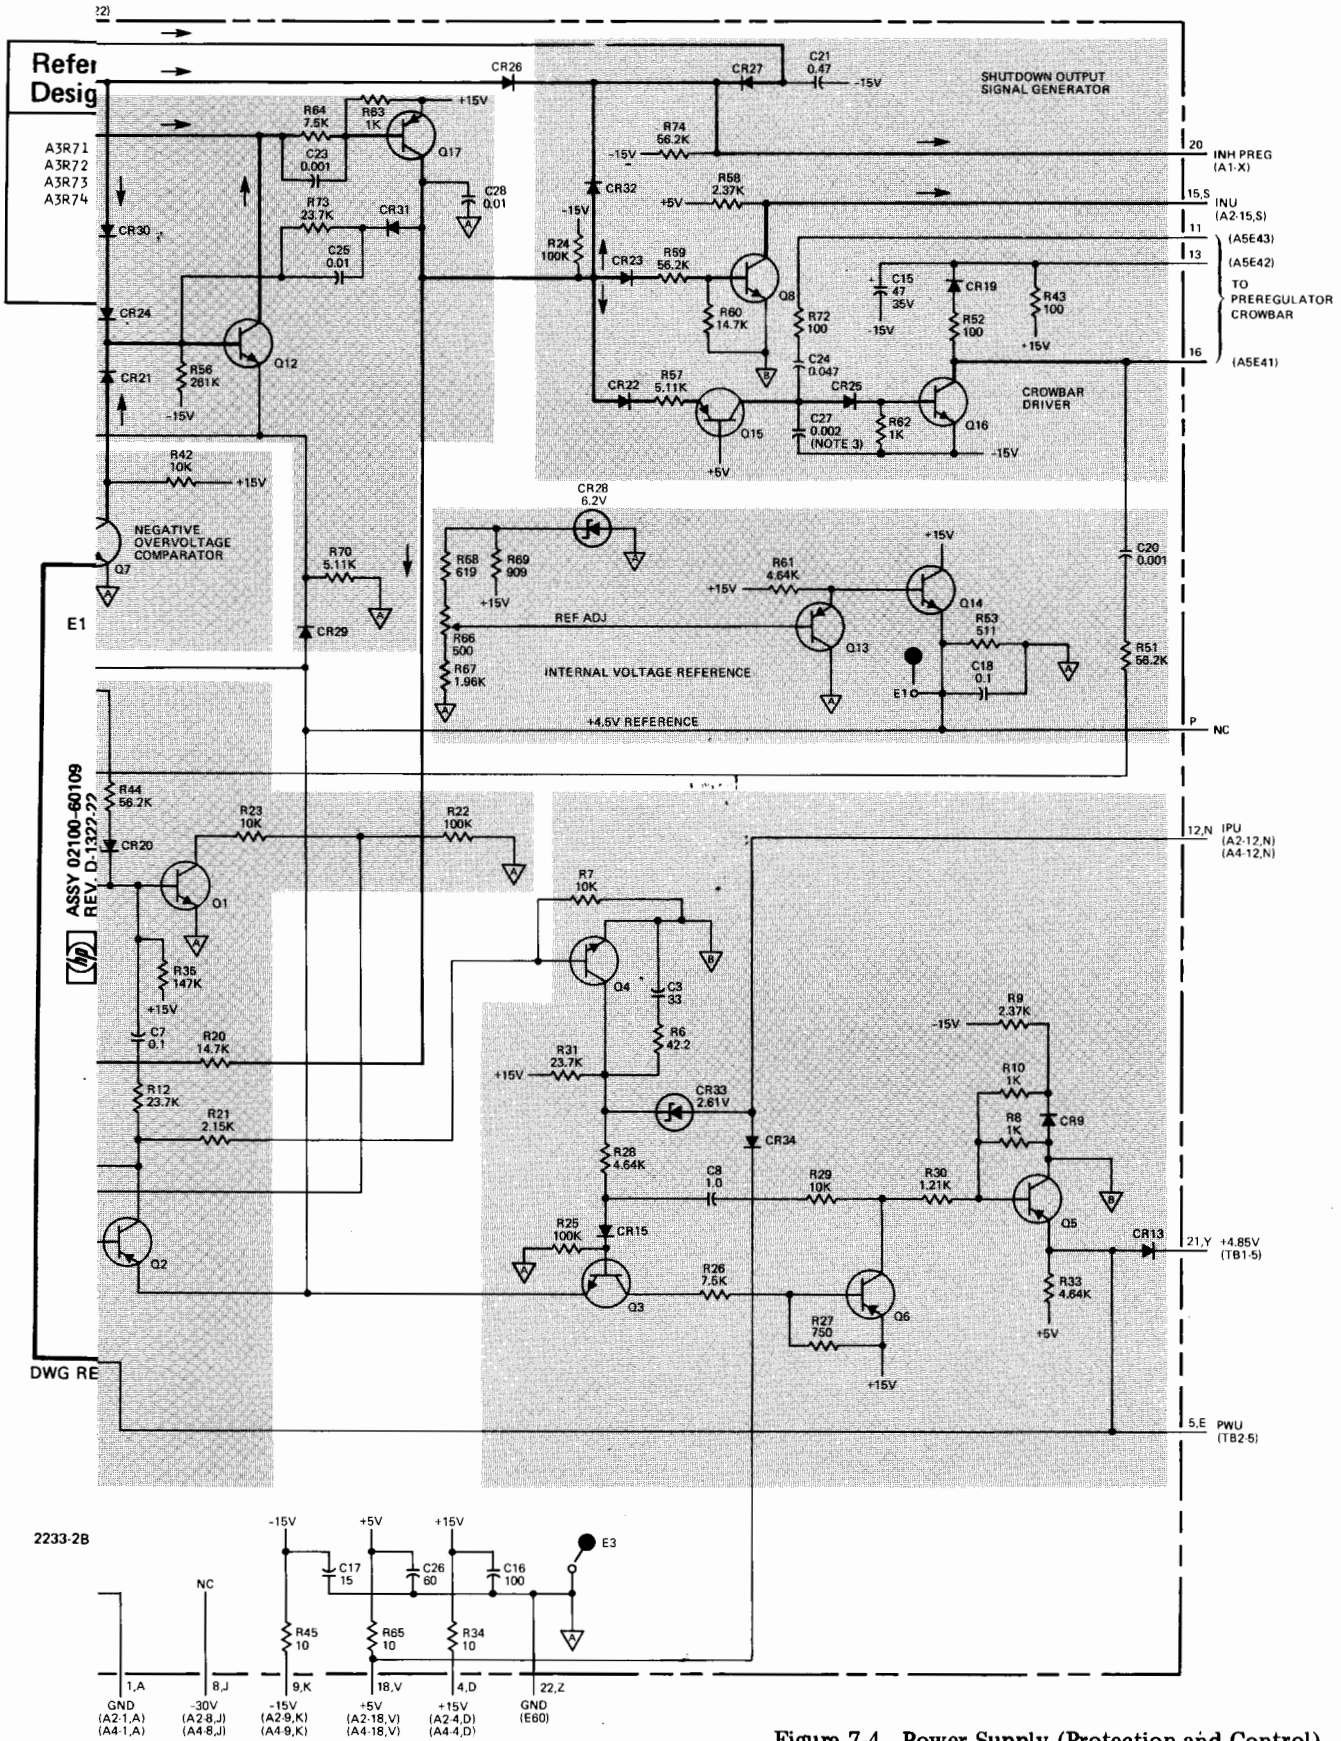 22)
Refer
Desig
A3R71
A3R72
A3R73
A3R74
CR26
CR27
C21
0.47
-15V
SHUTDOWN OUTPUT
SIGNAL GENERATOR
R64
7.5K
R63
1K
+15V
Q17
C23
0.001
R74
56.2K
-15V
20
INH PREG
(A1-X)
C28
0.01
CR32
R58
2.37K
+5V
15,S
INU
(A2-15,S)
R73
23.7K
CR31
-15V
R24
100K
11
(A5E43)
CR30
C25
0.01
CR23
R59
56.2K
Q8
13
(A5E42)
C15
47
35V
-15V
CR19
R43
100
+15V
TO
PREREGULATOR
CROWBAR
CR24
R60
14.7K
R72
100
R52
100
Q12
16
(A5E41)
CR21
R56
261K
-15V
CR22
R57
5.11K
C24
0.047
CR25
CROWBAR
DRIVER
Q15
C27
0.002
(NOTE 3)
R62
1K
Q16
-15V
+5V
R42
10K
+15V
CR28
6.2V
NEGATIVE
OVERVOLTAGE
COMPARATOR
Q7
A
R70
5.11K
A
R68
619
R69
909
+15V
A
R61
4.64K
+15V
+15V
Q14
C20
0.001
E1
CR29
REF ADJ
R66
500
R67
1.96K
A
Q13
A
R53
511
A
C18
0.1
E1
R51
56.2K
INTERNAL VOLTAGE REFERENCE
+4.5V REFERENCE
P
NC
ASSY 02100-60109
REV. D-1322-22
hp
R44
56.2K
R23
10K
R22
100K
A
12,N
IPU
(A2-12,N)
(A4-12,N)
CR20
Q1
A
R7
10K
R35
147K
+15V
Q4
C3
33
B
C7
0.1
R20
14.7K
R6
42.2
R9
2.37K
-15V
R31
23.7K
+15V
R12
23.7K
R21
2.15K
CR33
2.61V
R10
1K
R8
1K
CR9
CR34
R28
4.64K
C8
1.0
R29
10K
R30
1.21K
Q5
B
Q2
R25
100K
A
CR15
Q3
R26
7.5K
Q6
R27
750
+15V
CR13
21,Y
+4.85V
(TB1-5)
R33
4.64K
+5V
DWG RE
5,E
PWU
(TB2-5)
2233-2B
-15V
+5V
+15V
C17
15
C26
60
C16
100
E3
NC
R45
10
R65
10
R34
10
A
1,A
8,J
9,K
18,V
4,D
22,Z
GND
(A2-1,A)
(A4-1,A)
-30V
(A2-8,J)
(A4-8,J)
-15V
(A2-9,K)
(A4-9,K)
+5V
(A2-18,V)
(A4-18,V)
+15V
(A2-4,D)
(A4-4,D)
GND
(E60)
Figure 7-4. Power Supply (Protection and Control)